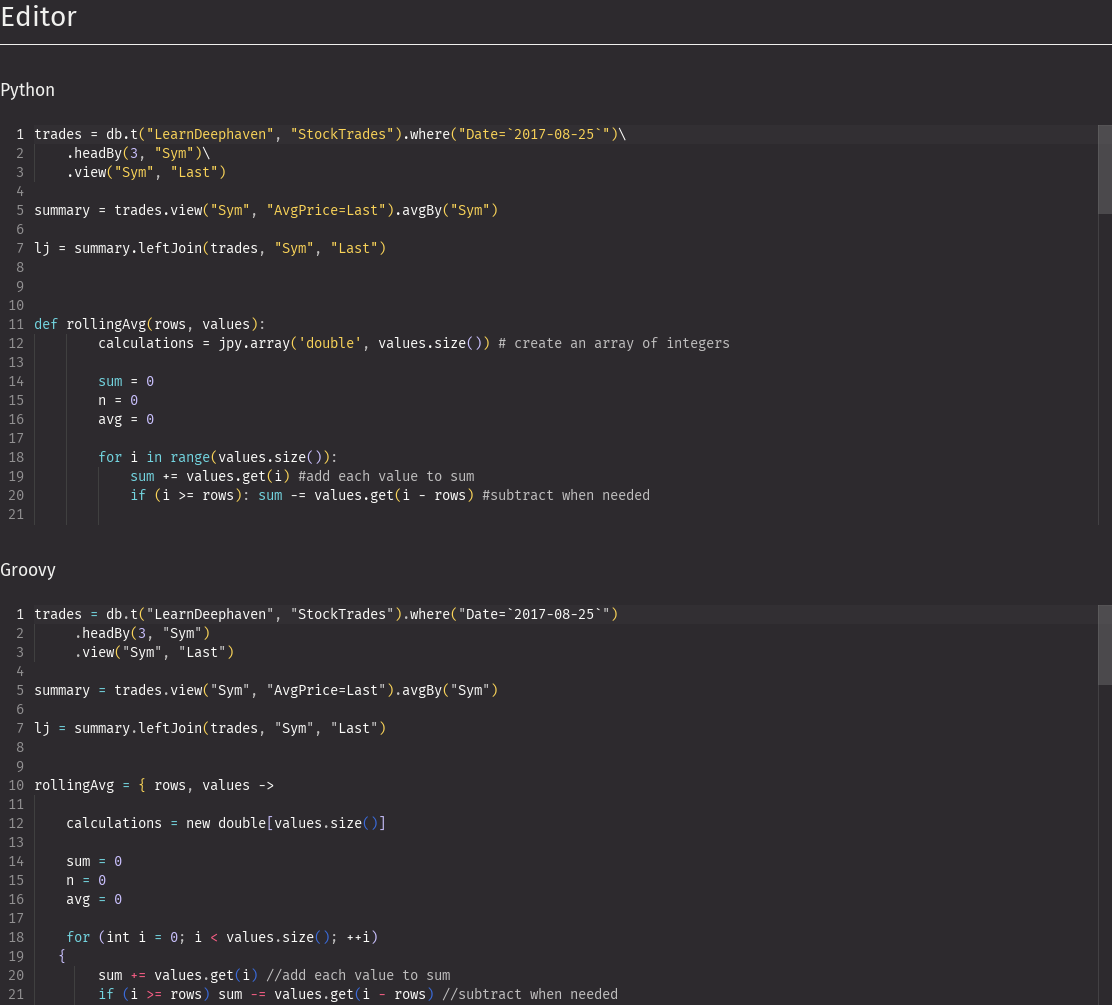 Editor
Python
1 trades = db.t("LearnDeephaven", "StockTrades").where("Date=`2017-08-25`")\
2     .headBy(3, "Sym")\
3     .view("Sym", "Last")
4
5 summary = trades.view("Sym", "AvgPrice=Last").avgBy("Sym")
6
7 lj = summary.leftJoin(trades, "Sym", "Last")
8
9
10
11 def rollingAvg(rows, values):
12         calculations = jpy.array('double', values.size()) # create an array of integers
13
14         sum = 0
15         n = 0
16         avg = 0
17
18         for i in range(values.size()):
19             sum += values.get(i) #add each value to sum
20             if (i >= rows): sum -= values.get(i - rows) #subtract when needed
21
Groovy
1 trades = db.t("LearnDeephaven", "StockTrades").where("Date=`2017-08-25`")
2      .headBy(3, "Sym")
3      .view("Sym", "Last")
4
5 summary = trades.view("Sym", "AvgPrice=Last").avgBy("Sym")
6
7 lj = summary.leftJoin(trades, "Sym", "Last")
8
9
10 rollingAvg = { rows, values ->
11
12     calculations = new double[values.size()]
13
14     sum = 0
15     n = 0
16     avg = 0
17
18     for (int i = 0; i < values.size(); ++i)
19    {
20         sum += values.get(i) //add each value to sum
21         if (i >= rows) sum -= values.get(i - rows) //subtract when needed